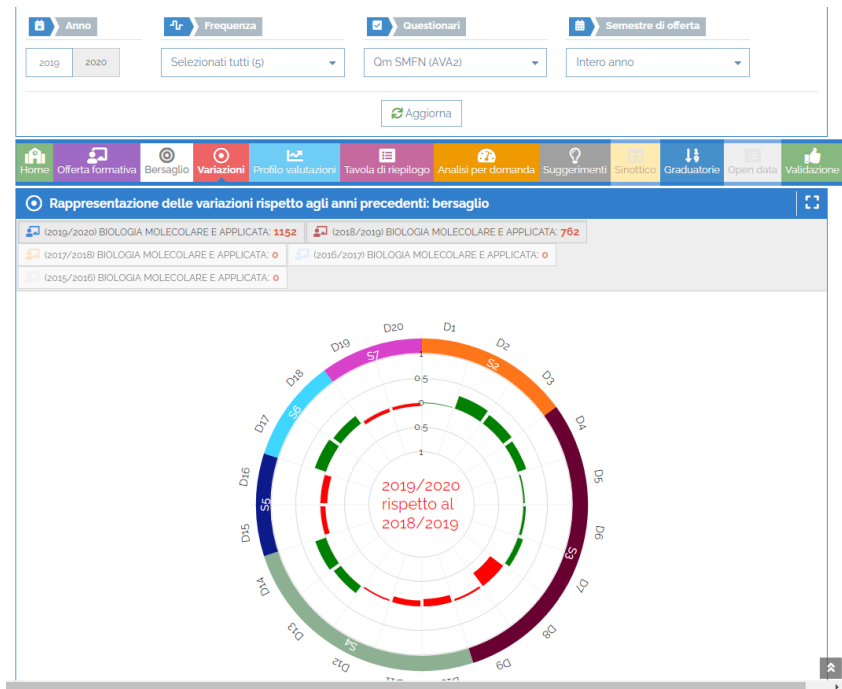 Anno
Frequenza
Questionari
Semestre di offerta
2019 2020
Selezionati tutti (5)
Qm SMFN (AVA2)
Intero anno
Aggiorna
Home Offerta formativa Bersaglio Variazioni Profilo valutazioni Tavola di riepilogo Analisi per domanda Suggerimenti Sinottico Graduatorie Open data Validazione
Rappresentazione delle variazioni rispetto agli anni precedenti: bersaglio
(2019/2020) BIOLOGIA MOLECOLARE E APPLICATA: 1152 (2018/2019) BIOLOGIA MOLECOLARE E APPLICATA: 762
(2017/2018) BIOLOGIA MOLECOLARE E APPLICATA: 0 (2016/2017) BIOLOGIA MOLECOLARE E APPLICATA: 0
(2015/2016) BIOLOGIA MOLECOLARE E APPLICATA: 0
D20 D1
D19 D2
S7 S2
1
D18 D3
0.5
S6
0
D17 D4
0.5
1
D16 D5
2019/2020
S5
rispetto al
2018/2019
D15 D6
S3
D14 D7
D13 D8
S4
D12 D9